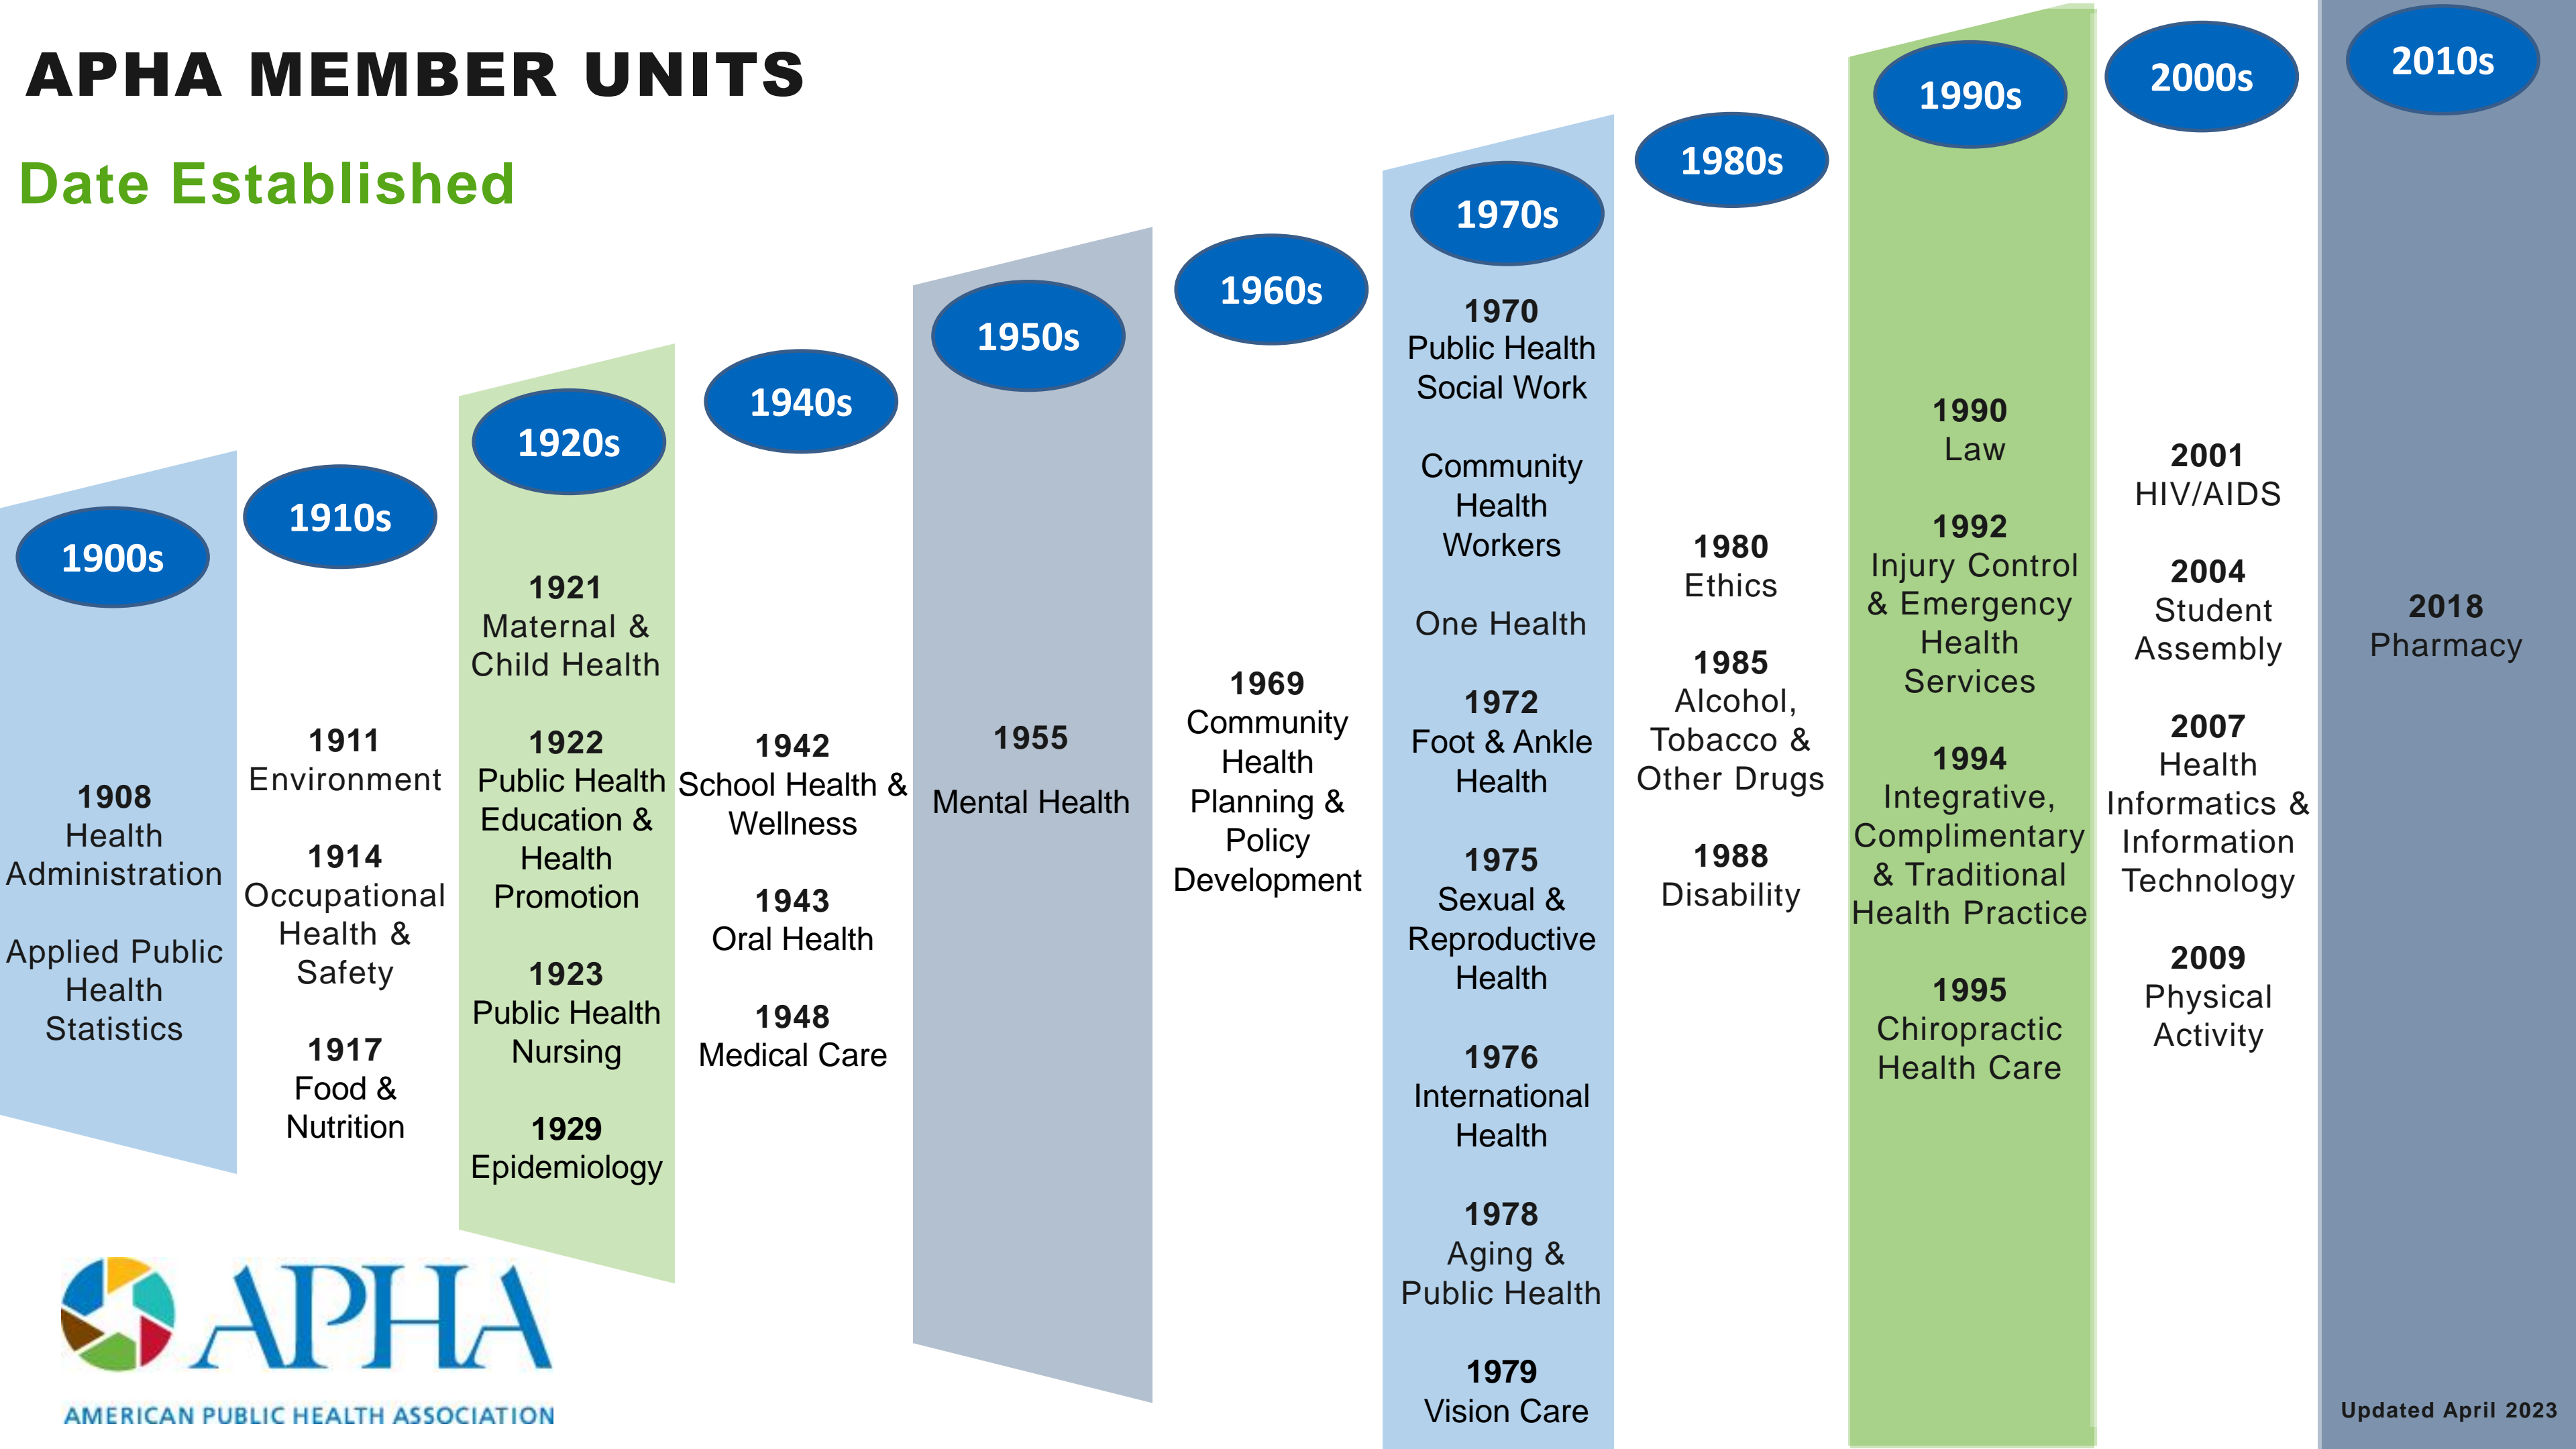 APHA MEMBER UNITS
Date Established
1900s
1908
Health
Administration
Applied Public
Health
Statistics
1910s
1911
Environment
1914
Occupational
Health &
Safety
1917
Food &
Nutrition
1920s
1921
Maternal &
Child Health
1922
Public Health
Education &
Health
Promotion
1923
Public Health
Nursing
1929
Epidemiology
1940s
1942
School Health &
Wellness
1943
Oral Health
1948
Medical Care
1950s
1955
Mental Health
1960s
1969
Community
Health
Planning &
Policy
Development
1970s
1970
Public Health
Social Work
Community
Health
Workers
One Health
1972
Foot & Ankle
Health
1975
Sexual &
Reproductive
Health
1976
International
Health
1978
Aging &
Public Health
1979
Vision Care
1980s
1980
Ethics
1985
Alcohol,
Tobacco &
Other Drugs
1988
Disability
1990s
1990
Law
1992
Injury Control
& Emergency
Health
Services
1994
Integrative,
Complimentary
& Traditional
Health Practice
1995
Chiropractic
Health Care
2000s
2001
HIV/AIDS
2004
Student
Assembly
2007
Health
Informatics &
Information
Technology
2009
Physical
Activity
2010s
2018
Pharmacy
APHA
AMERICAN PUBLIC HEALTH ASSOCIATION
Updated April 2023